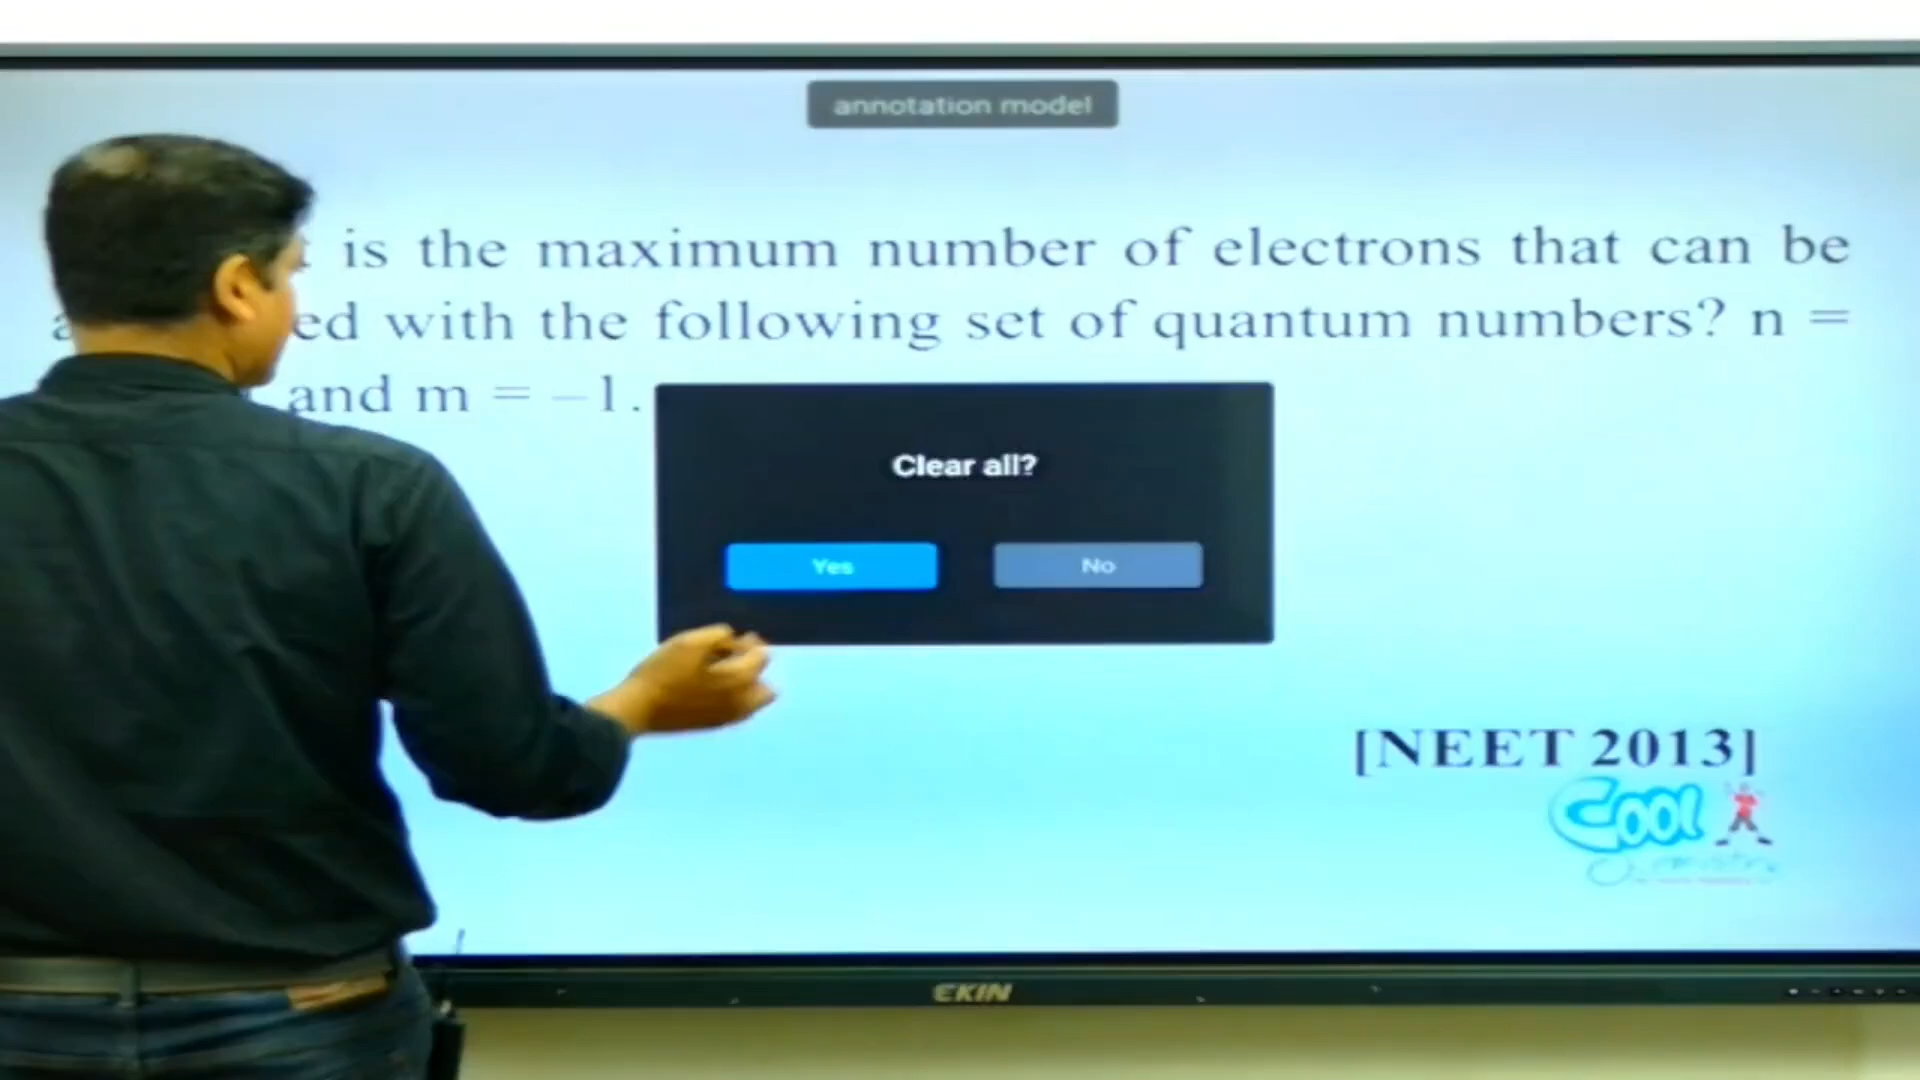 annotation model
is the maximum number of electrons that can be
with the following set of quantum numbers? n =
and m = –1.
Clear all?
Yes No
[NEET 2013]
COOL
EKIN